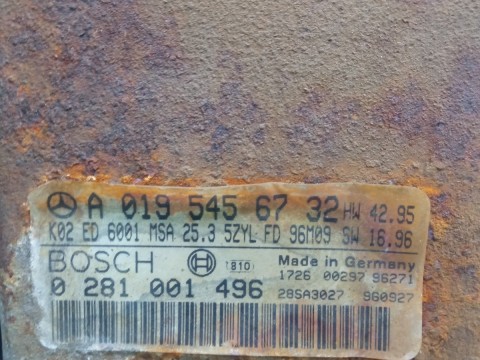 A 019 545 67 32 HW 42.95
K02 ED 6001 MSA 25.3 5ZYL FD 96M09 SW 16.96
BOSCH 810 Made in Germany
1726 00297 96271
0 281 001 496 28SA3027 960927